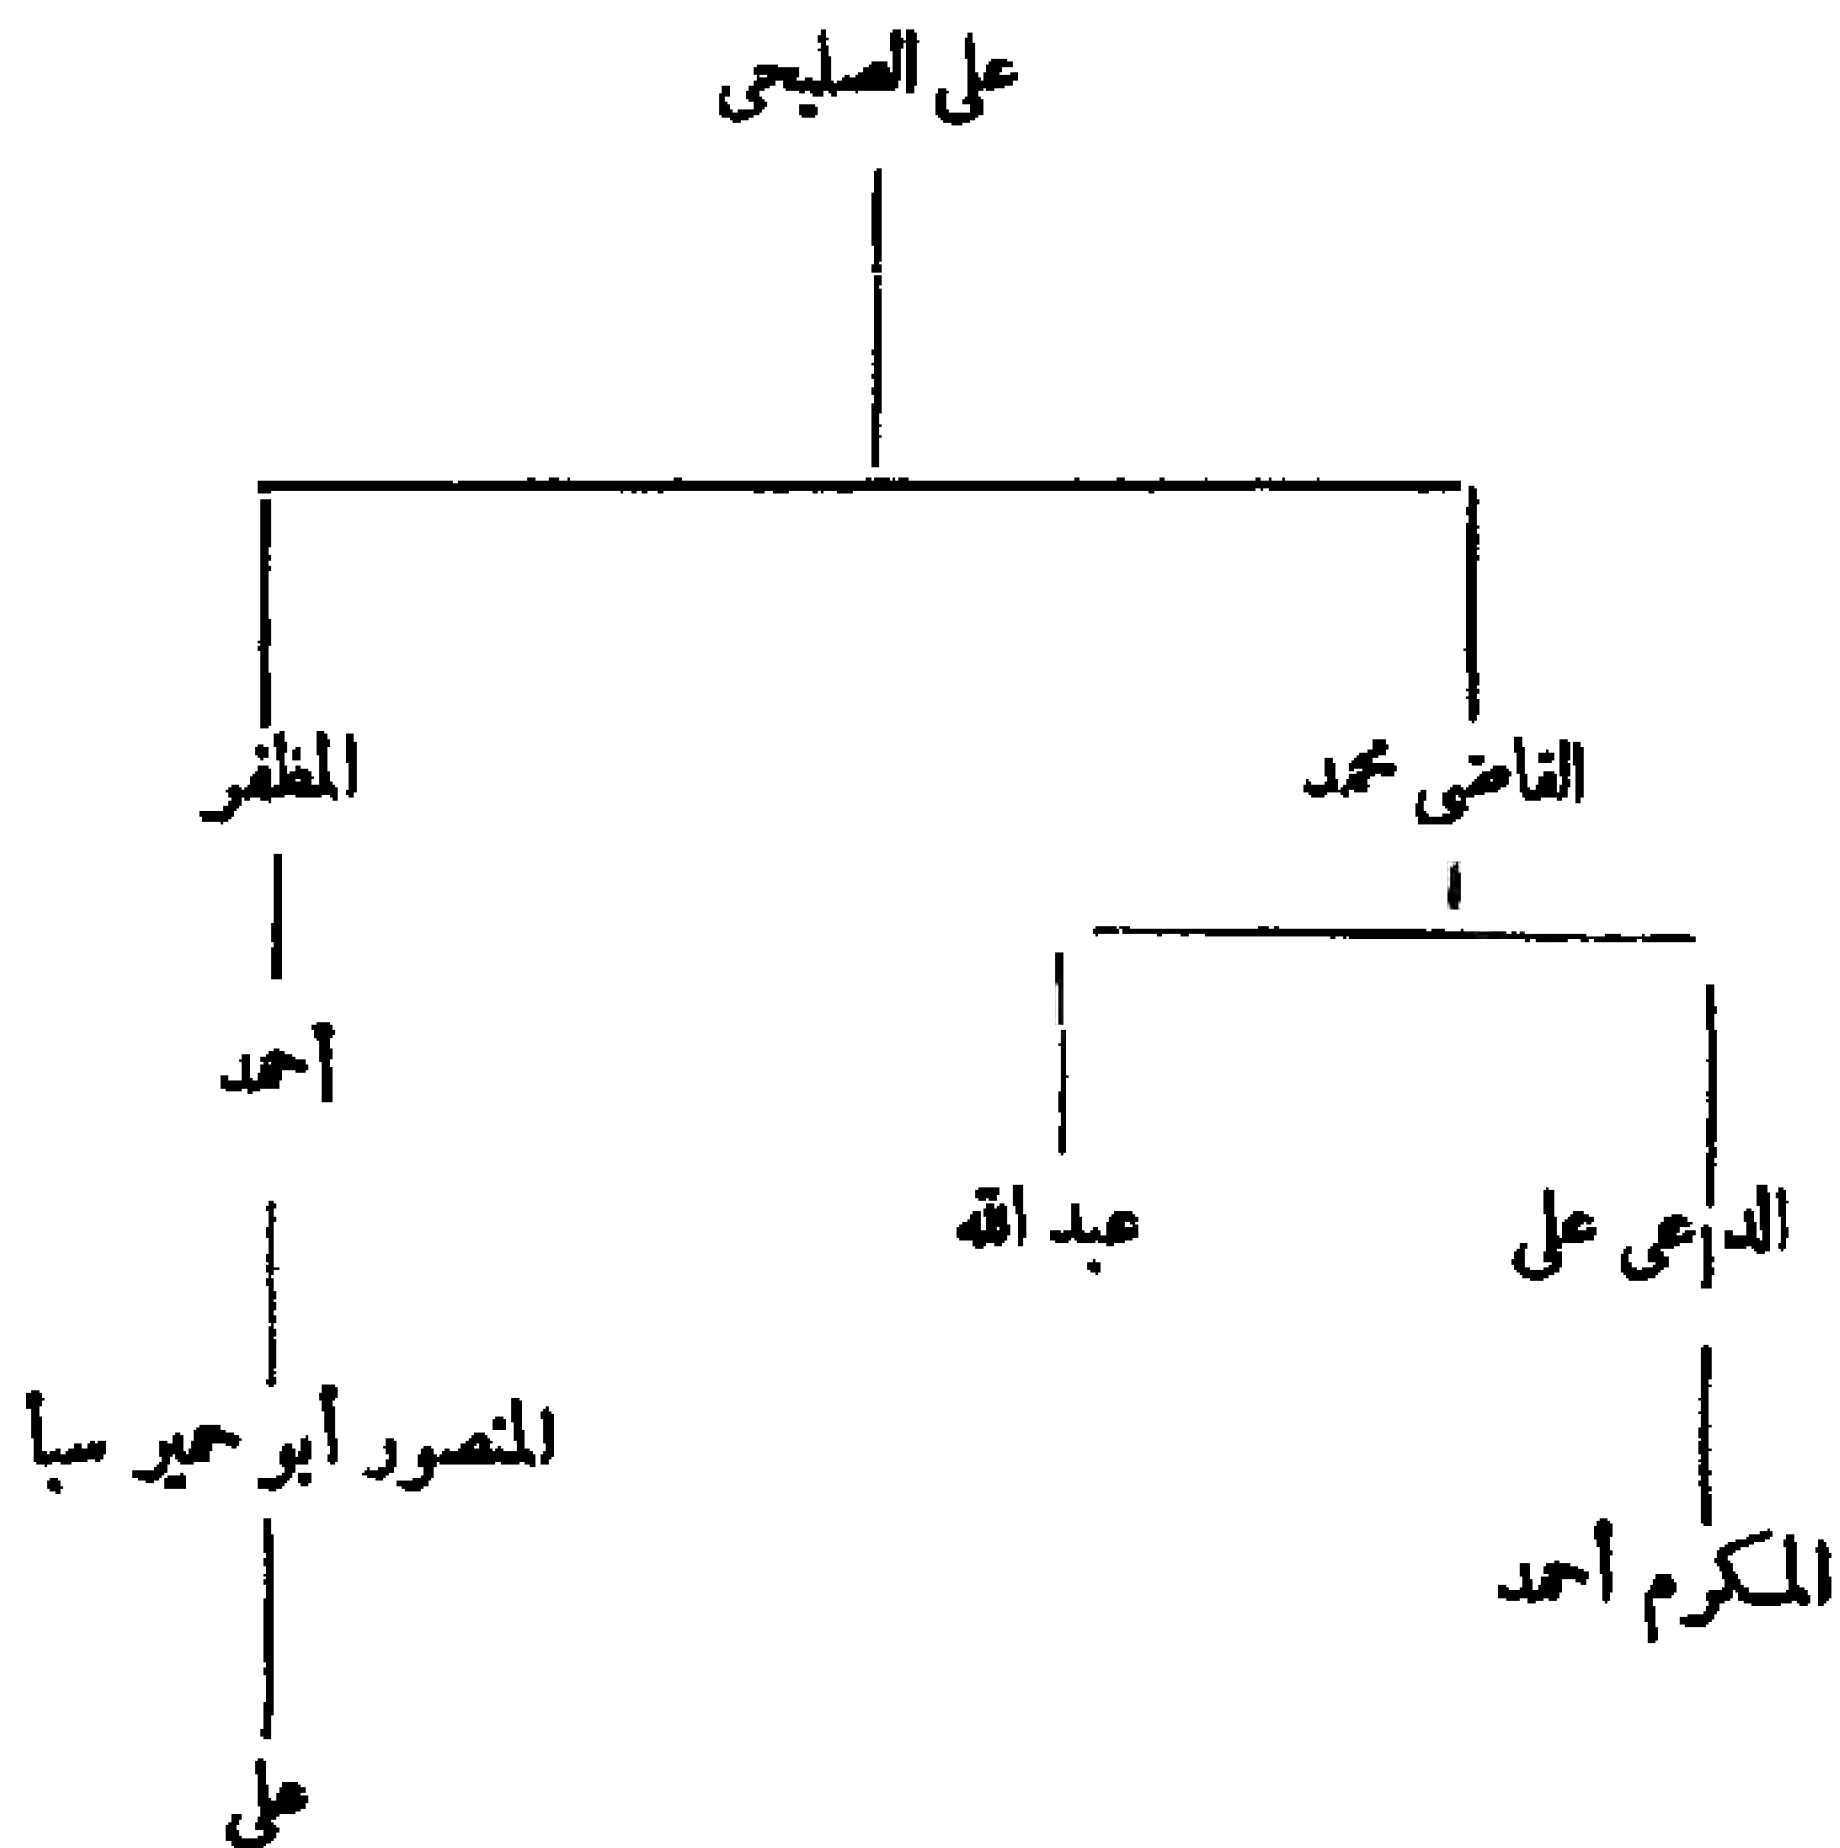 على الصليحى
القاضى محمد
المظفر
أحمد
الداعى على
عبد الله
المنصور أبو حمير سبأ
المكرم أحمد
على